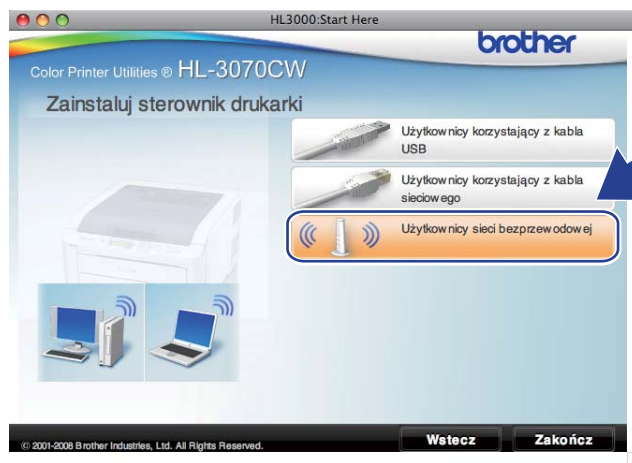 HL3000:Start Here
brother
Color Printer Utilities ® HL-3070CW
Zainstaluj sterownik drukarki
Użytkownicy korzystający z kabla
USB
Użytkownicy korzystający z kabla
sieciowego
Użytkownicy sieci bezprzewodowej
© 2001-2008 Brother Industries, Ltd. All Rights Reserved.
Wstecz
Zakończ